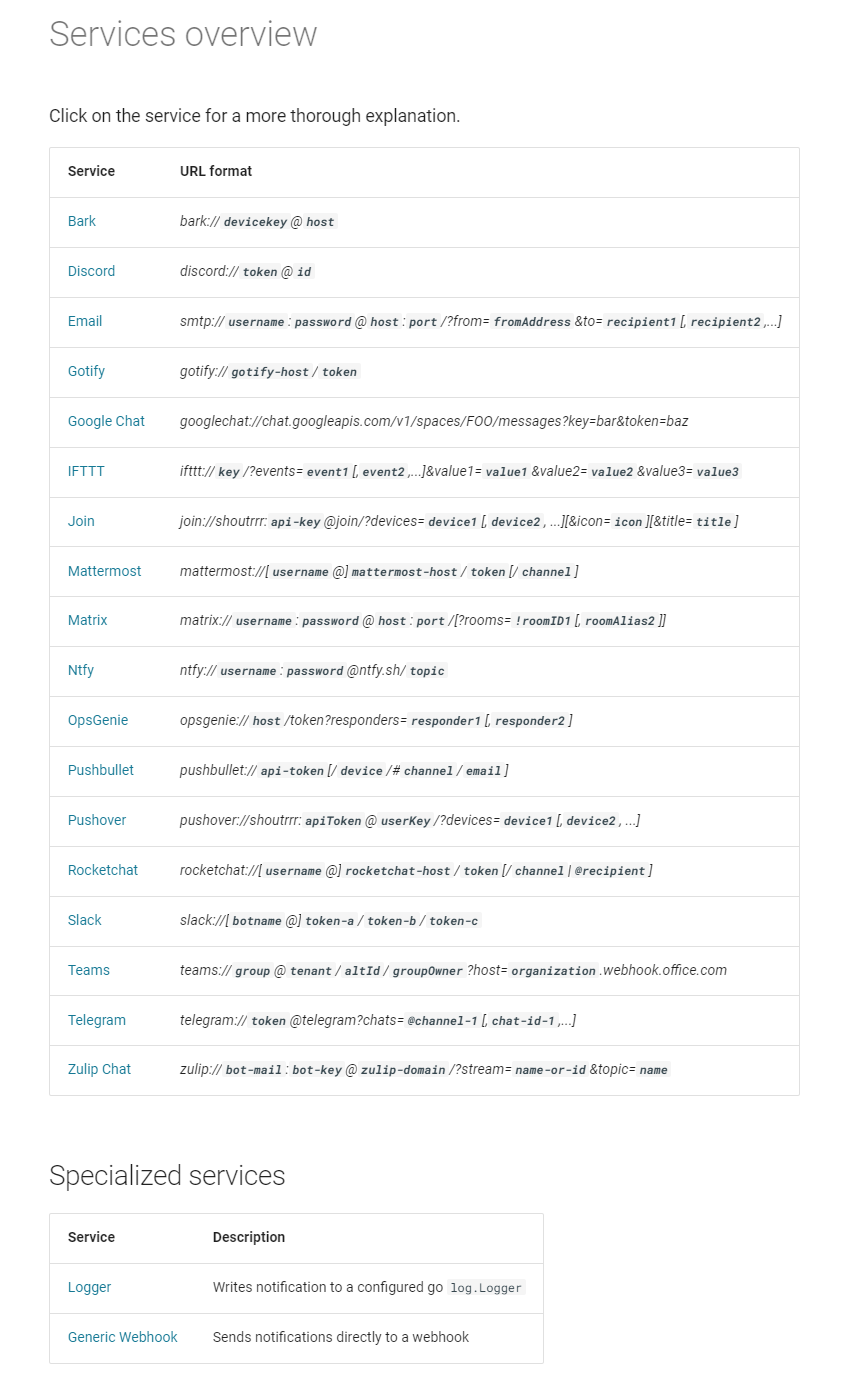 Services overview
Click on the service for a more thorough explanation.
Service URL format
Bark bark://devicekey@host
Discord discord://token@id
Email smtp://username:password@host:port/?from=fromAddress&to=recipient1[,recipient2,...]
Gotify gotify://gotify-host/token
Google Chat googlechat://chat.googleapis.com/v1/spaces/FOO/messages?key=bar&token=baz
IFTTT ifttt://key/?events=event1[,event2,...]&value1=value1&value2=value2&value3=value3
Join join://shoutrrr:api-key@join/?devices=device1[,device2, ...][&icon=icon][&title=title]
Mattermost mattermost://[username@]mattermost-host/token[/channel]
Matrix matrix://username:password@host:port/[?rooms=!roomID1[,roomAlias2]]
Ntfy ntfy://username:password@ntfy.sh/topic
OpsGenie opsgenie://host/token?responders=responder1[,responder2]
Pushbullet pushbullet://api-token[/device/#channel/email]
Pushover pushover://shoutrrr:apiToken@userKey/?devices=device1[,device2, ...]
Rocketchat rocketchat://[username@]rocketchat-host/token[/channel|@recipient]
Slack slack://[botname@]token-a/token-b/token-c
Teams teams://group@tenant/altId/groupOwner?host=organization.webhook.office.com
Telegram telegram://token@telegram?chats=@channel-1[,chat-id-1,...]
Zulip Chat zulip://bot-mail:bot-key@zulip-domain/?stream=name-or-id&topic=name
Specialized services
Service Description
Logger Writes notification to a configured go log.Logger
Generic Webhook Sends notifications directly to a webhook